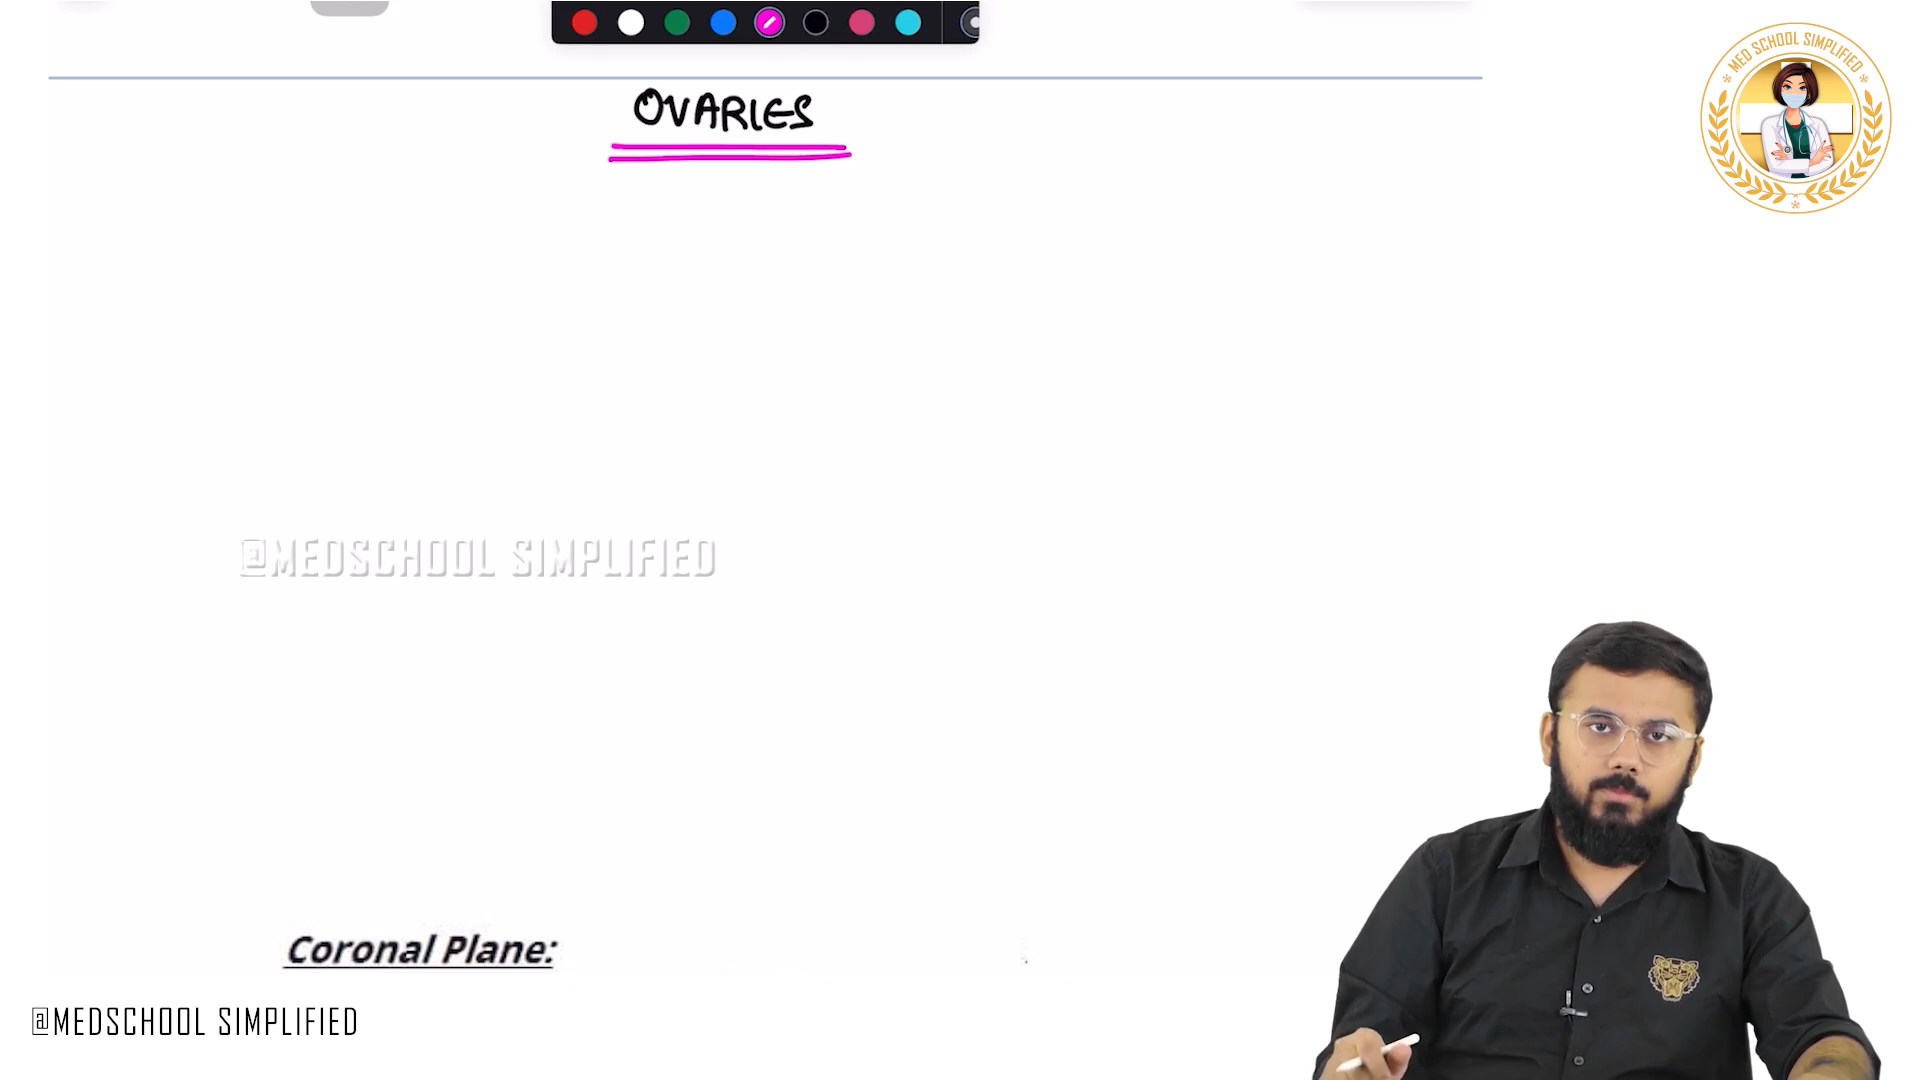 OVARIES
MED SCHOOL SIMPLIFIED
@MEDSCHOOL SIMPLIFIED
Coronal Plane:
@MEDSCHOOL SIMPLIFIED